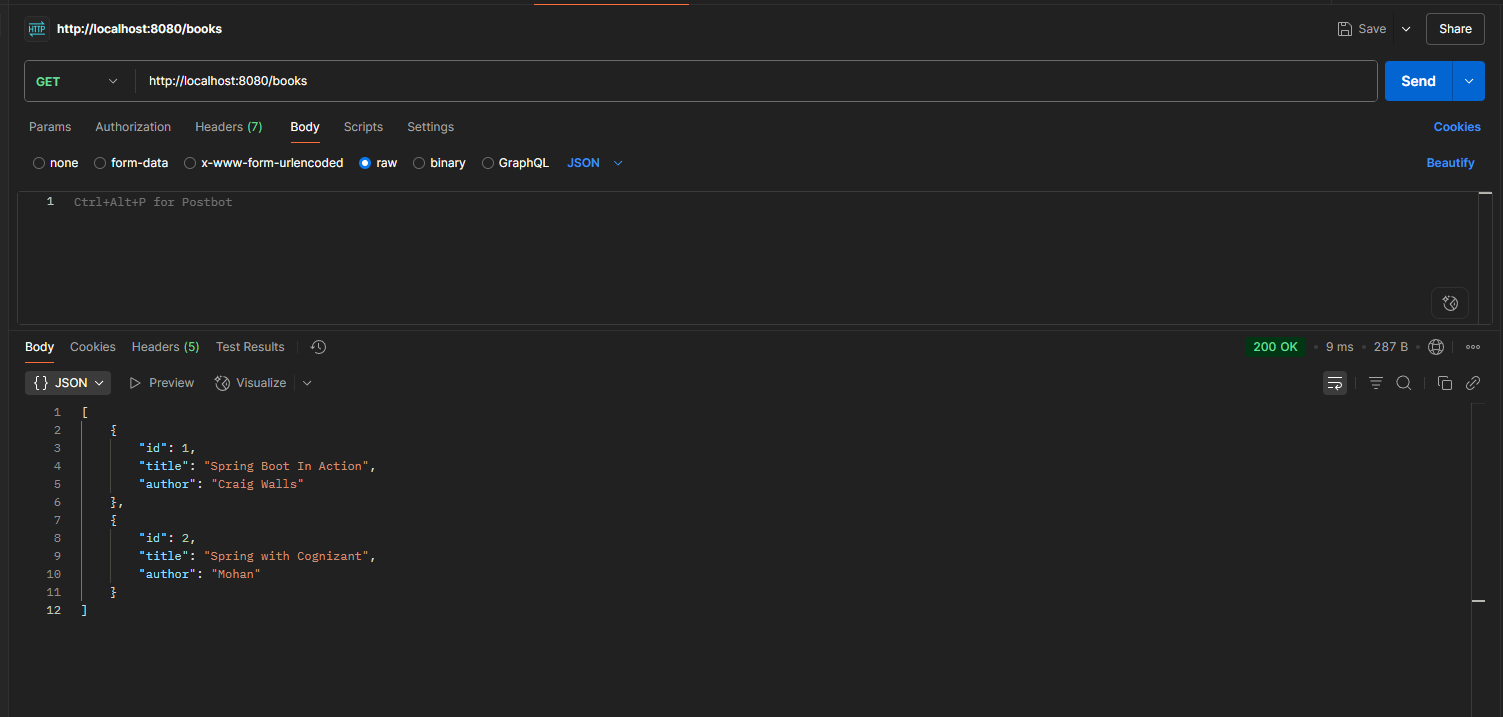 HTTP http://localhost:8080/books Save Share
GET http://localhost:8080/books Send
Params Authorization Headers (7) Body Scripts Settings Cookies
none form-data x-www-form-urlencoded raw binary GraphQL JSON Beautify
1 Ctrl+Alt+P for Postbot
Body Cookies Headers (5) Test Results 200 OK • 9 ms • 287 B •
{} JSON Preview Visualize
1 [
2 {
3 "id": 1,
4 "title": "Spring Boot In Action",
5 "author": "Craig Walls"
6 },
7 {
8 "id": 2,
9 "title": "Spring with Cognizant",
10 "author": "Mohan"
11 }
12 ]